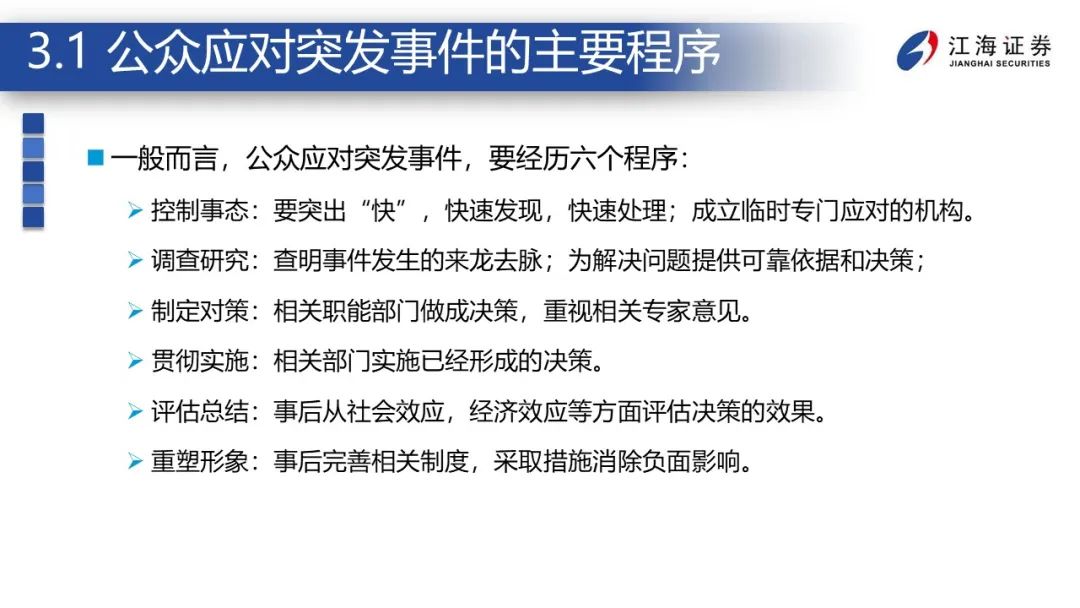 3.1 公众应对突发事件的主要程序
江海证券
JIANGHAI SECURITIES
一般而言，公众应对突发事件，要经历六个程序：
控制事态：要突出“快”，快速发现，快速处理；成立临时专门应对的机构。
调查研究：查明事件发生的来龙去脉；为解决问题提供可靠依据和决策；
制定对策：相关职能部门做成决策，重视相关专家意见。
贯彻实施：相关部门实施已经形成的决策。
评估总结：事后从社会效应，经济效应等方面评估决策的效果。
重塑形象：事后完善相关制度，采取措施消除负面影响。